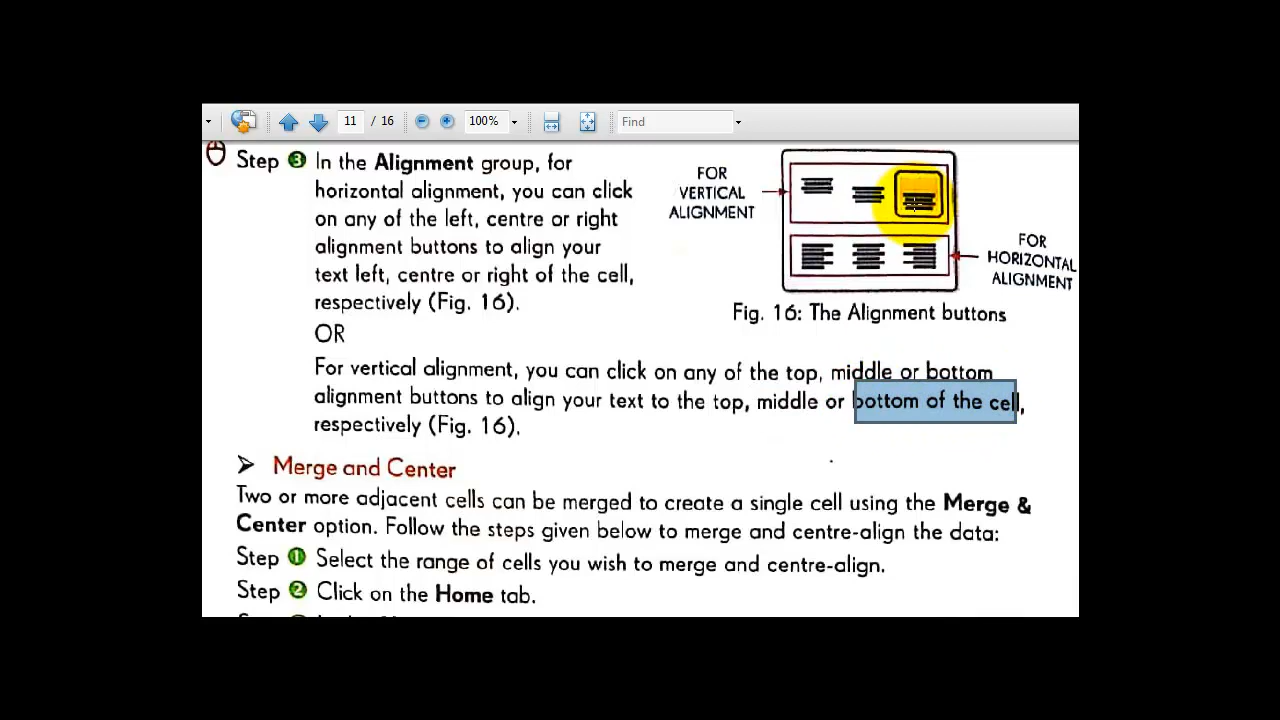 11 / 16 100% Find
Step 3 In the Alignment group, for
horizontal alignment, you can click
on any of the left, centre or right
alignment buttons to align your
text left, centre or right of the cell,
respectively (Fig. 16).
FOR
VERTICAL
ALIGNMENT
FOR
HORIZONTAL
ALIGNMENT
Fig. 16: The Alignment buttons
OR
For vertical alignment, you can click on any of the top, middle or bottom
alignment buttons to align your text to the top, middle or bottom of the cell,
respectively (Fig. 16).
Merge and Center
Two or more adjacent cells can be merged to create a single cell using the Merge &
Center option. Follow the steps given below to merge and centre-align the data:
Step 1 Select the range of cells you wish to merge and centre-align.
Step 2 Click on the Home tab.